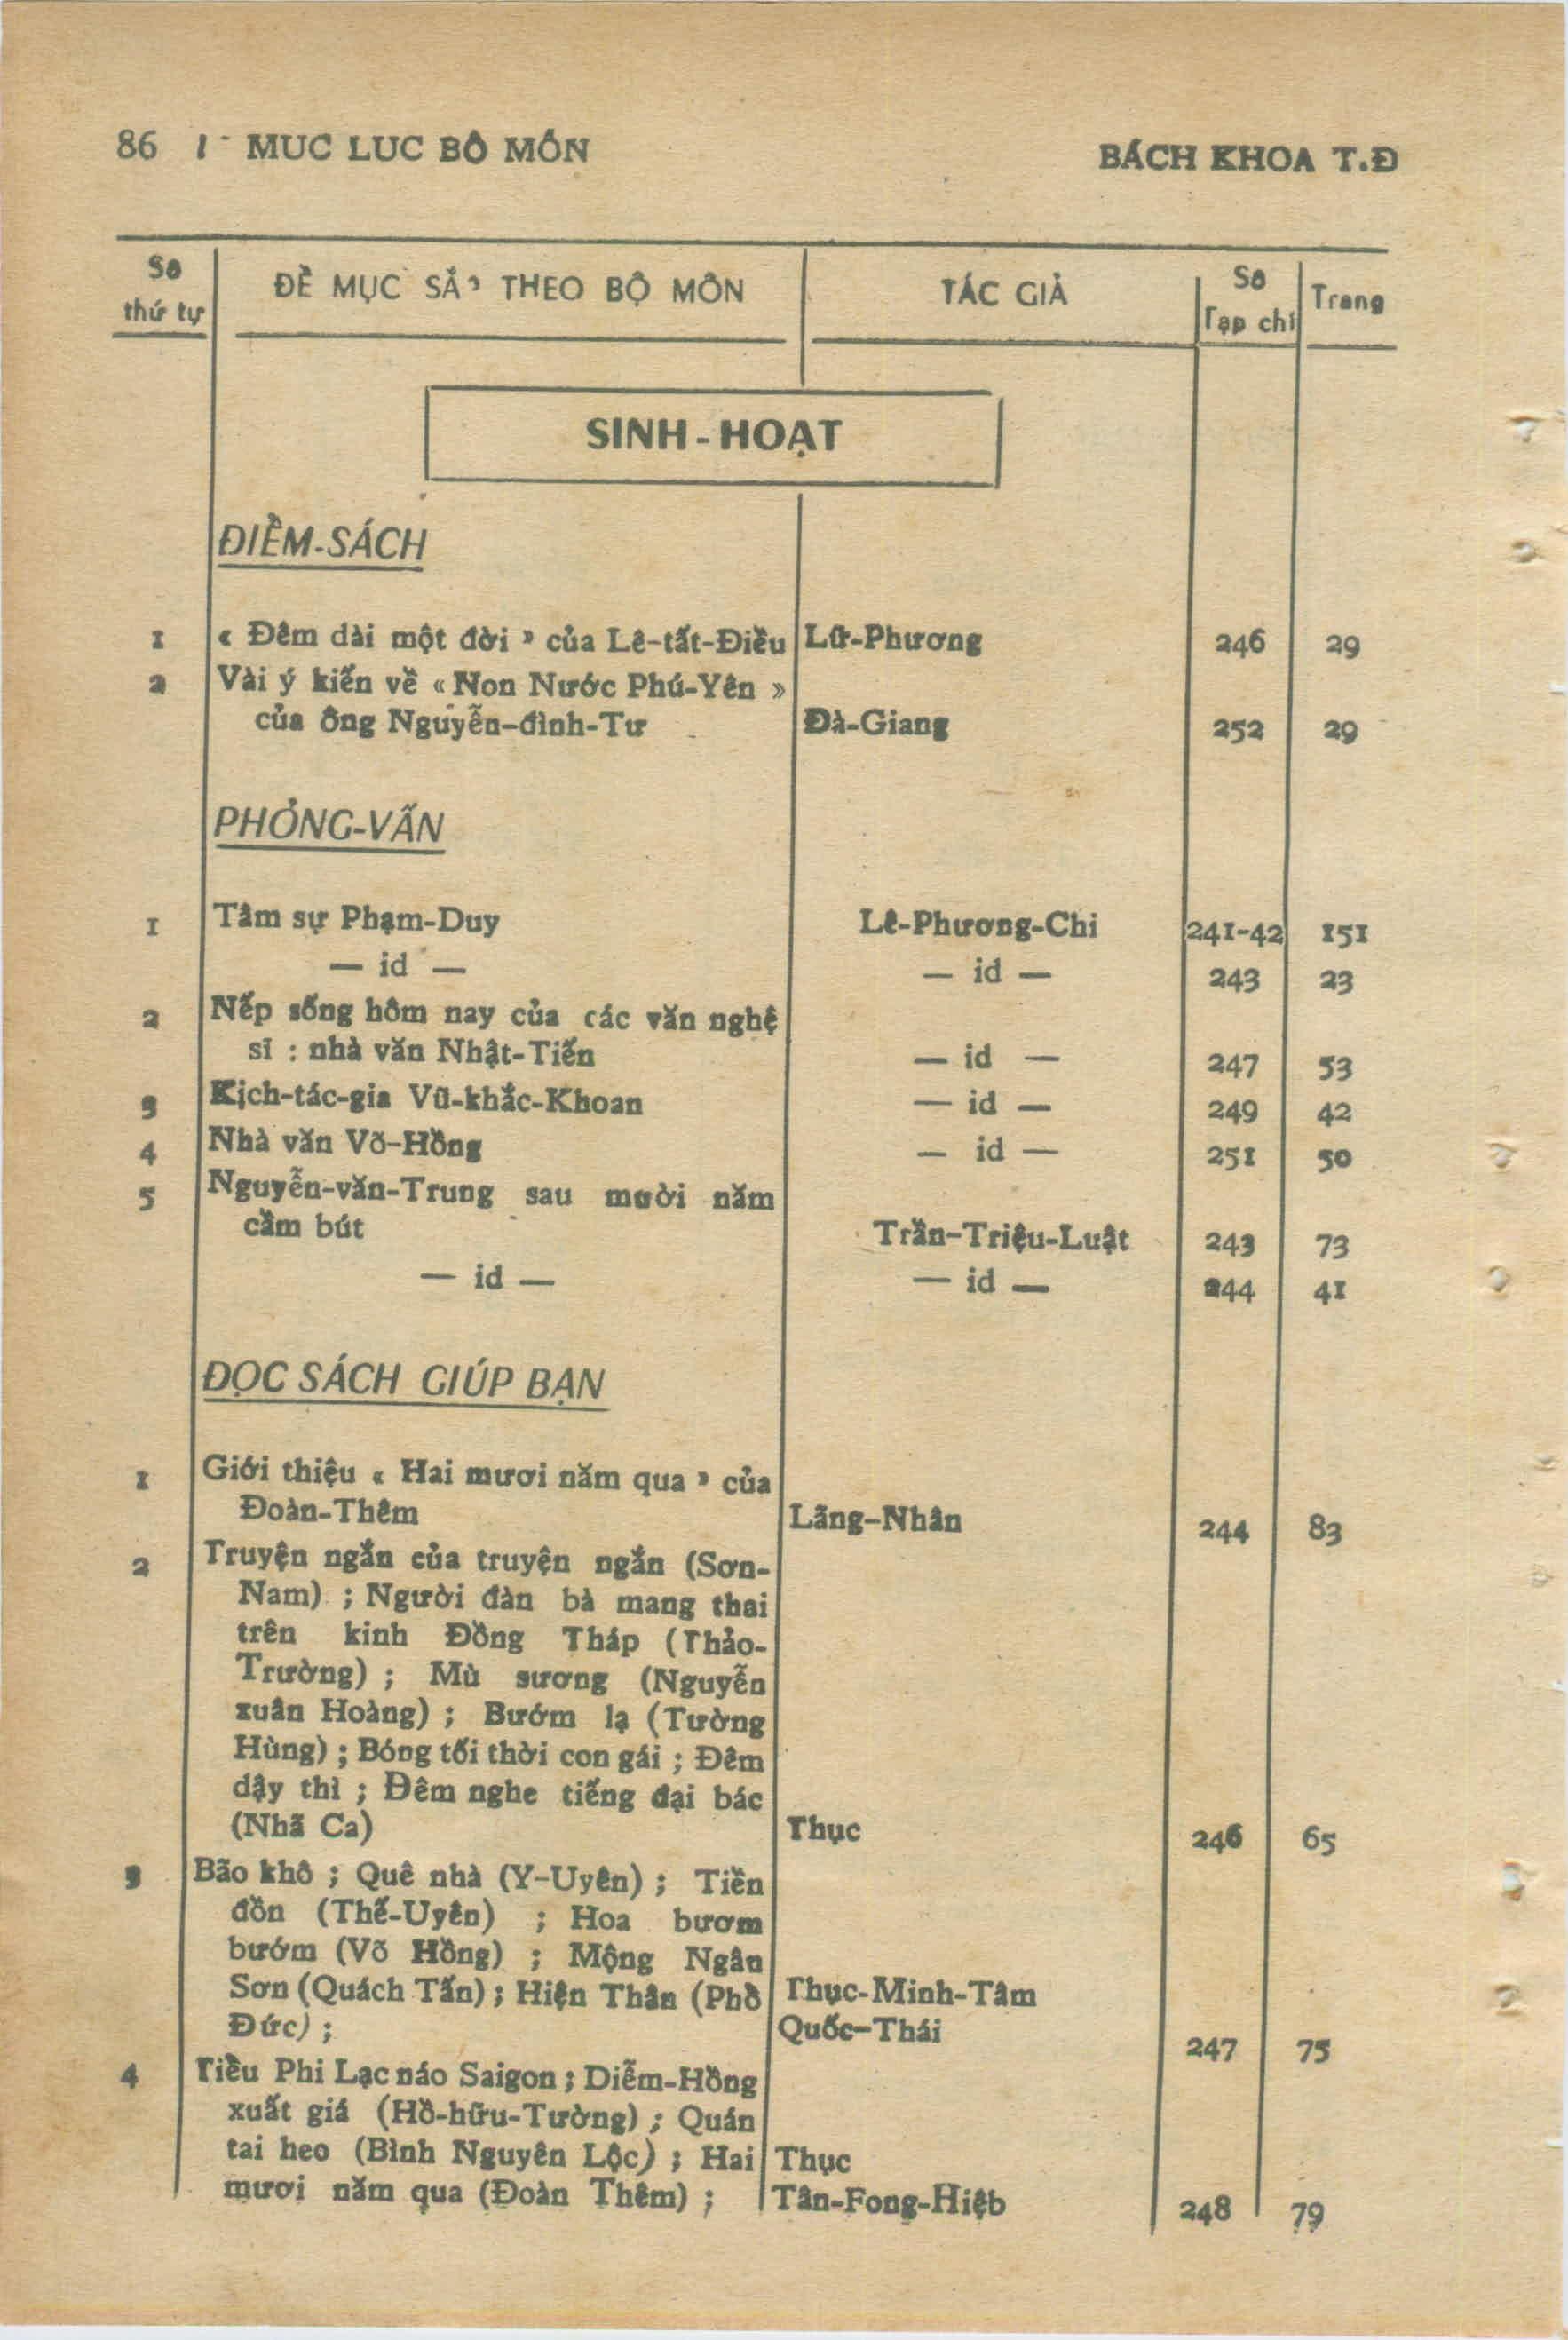 86 I - MUC LUC BÔ MÔN
BÁCH KHOA T.Đ
Số thứ tự
ĐỀ MỤC SẮP THEO BỘ MÔN
TÁC GIẢ
Số Tạp chí
Trang
SINH - HOẠT
ĐIỂM-SÁCH
1 « Đêm dài một đời » của Lê-tất-Điều Lữ-Phương 246 29
2 Vài ý kiến về « Non Nước Phú-Yên »
của ông Nguyễn-đình-Tư Đà-Giang 252 29
PHỎNG-VẤN
1 Tâm sự Phạm-Duy Lê-Phương-Chi 241-42 151
— id — — id — 243 23
2 Nếp sống hôm nay của các văn nghệ
sĩ : nhà văn Nhật-Tiến — id — 247 53
3 Kịch-tác-gia Vũ-khắc-Khoan — id — 249 42
4 Nhà văn Võ-Hồng — id — 251 50
5 Nguyễn-văn-Trung sau mười năm
cầm bút Trần-Triệu-Luật 243 73
— id — — id — 244 41
ĐỌC SÁCH GIÚP BẠN
1 Giới thiệu « Hai mươi năm qua » của
Đoàn-Thêm Lãng-Nhân 244 83
2 Truyện ngắn của truyện ngắn (Sơn-
Nam) ; Người đàn bà mang thai
trên kinh Đồng Tháp (Thảo-
Trường) ; Mù sương (Nguyễn
xuân Hoàng) ; Bướm lạ (Tường
Hùng) ; Bóng tối thời con gái ; Đêm
dậy thì ; Đêm nghe tiếng đại bác
(Nhã Ca) Thục 246 65
3 Bão khô ; Quê nhà (Y-Uyên) ; Tiền
đồn (Thế-Uyên) ; Hoa bươm
bướm (Võ Hồng) ; Mộng Ngân
Sơn (Quách Tấn) ; Hiện Thân (Phổ Thục-Minh-Tâm
Đức) ; Quốc-Thái 247 75
4 Tiểu Phi Lạc náo Saigon ; Diễm-Hồng
xuất giá (Hồ-hữu-Tường) ; Quán
tai heo (Bình Nguyên Lộc) ; Hai Thục
mươi năm qua (Đoàn Thêm) ; Tân-Fong-Hiệb 248 79